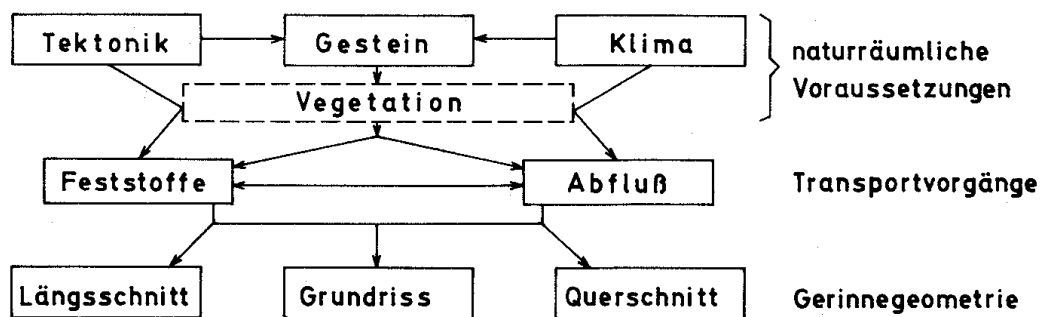 Tektonik Gestein Klima
naturräumliche
Voraussetzungen
Vegetation
Feststoffe Abfluß Transportvorgänge
Längsschnitt Grundriss Querschnitt Gerinnegeometrie